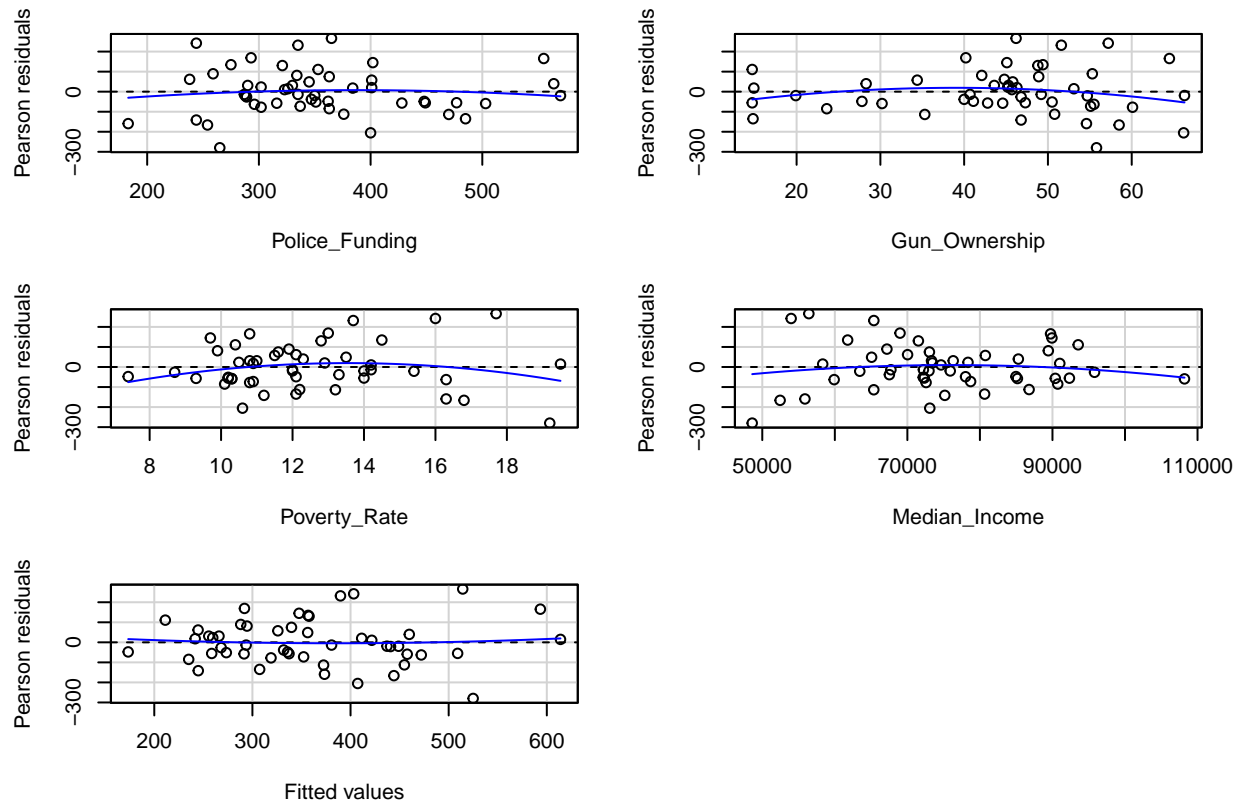 Pearson residuals
0
−300
200 300 400 500
Police_Funding
Pearson residuals
0
−300
20 30 40 50 60
Gun_Ownership
Pearson residuals
0
−300
8 10 12 14 16 18
Poverty_Rate
Pearson residuals
0
−300
50000 70000 90000 110000
Median_Income
Pearson residuals
0
−300
200 300 400 500 600
Fitted values